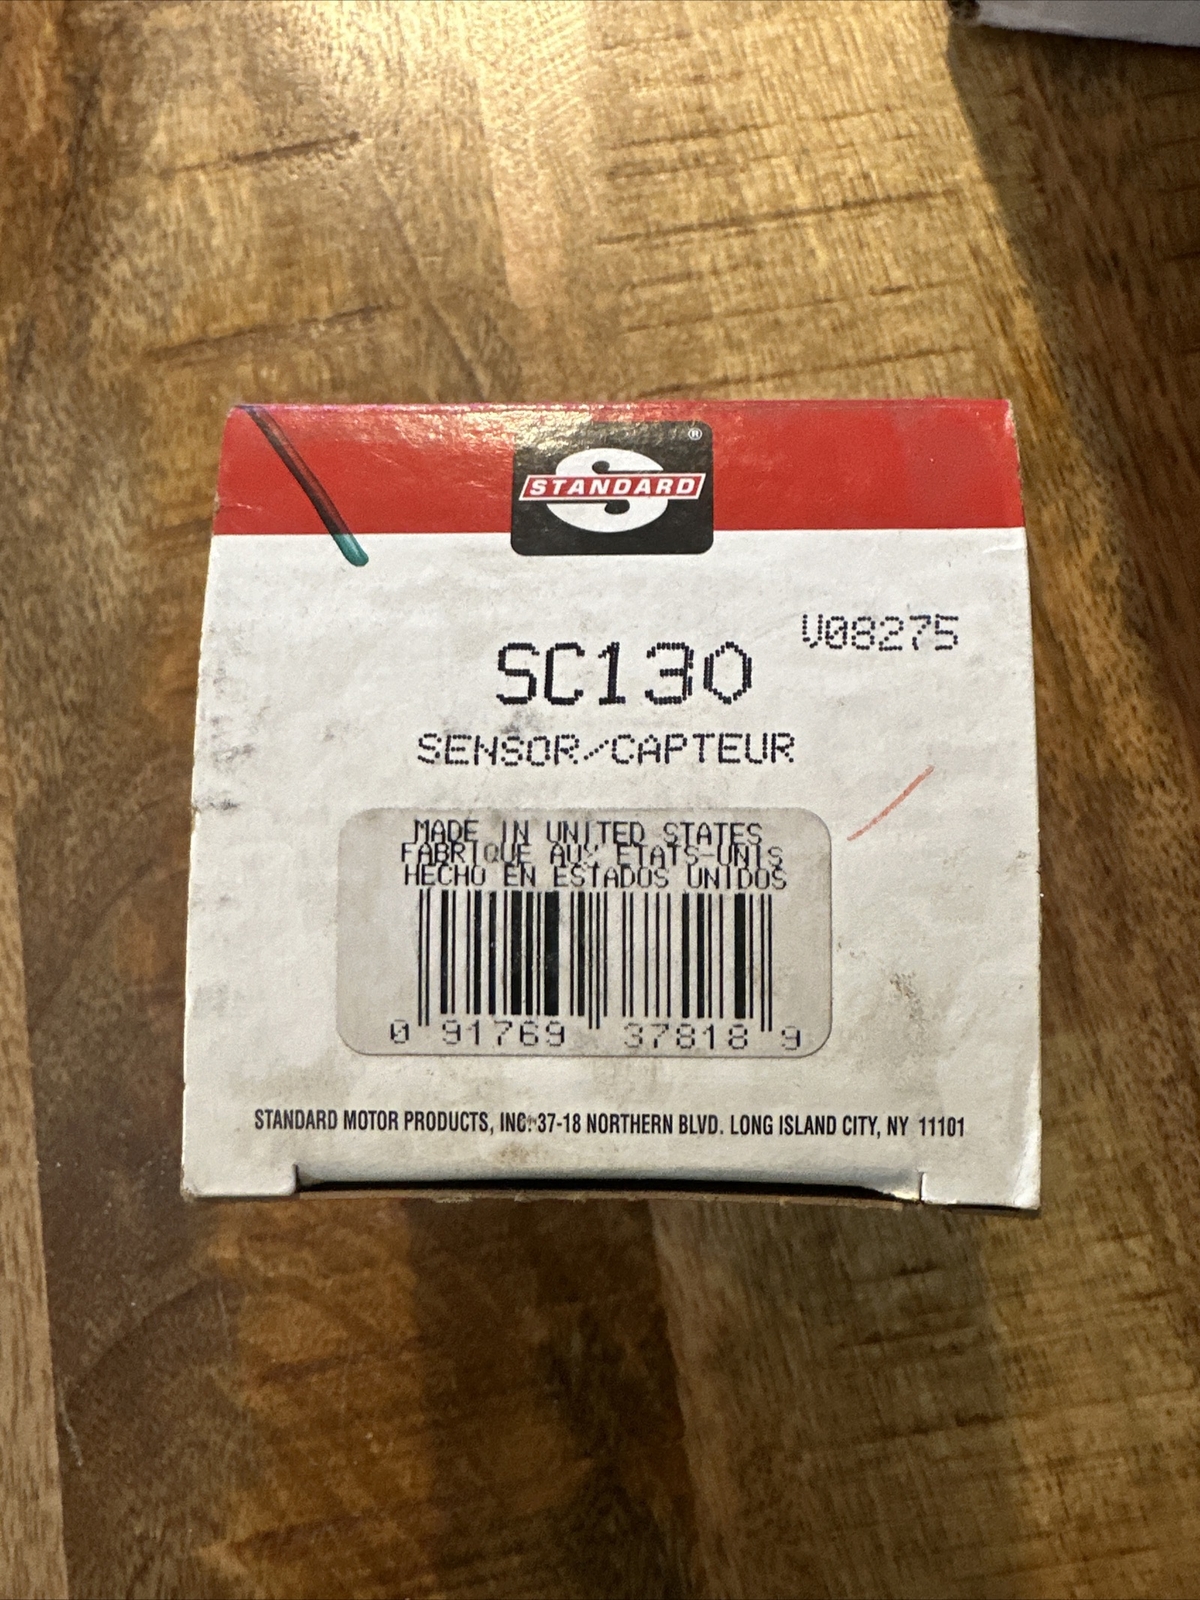 STANDARD ®
V08275
SC130
SENSOR/CAPTEUR
MADE IN UNITED STATES
FABRIQUE AUX ETATS-UNIS
HECHO EN ESTADOS UNIDOS
0 91769 37818 9
STANDARD MOTOR PRODUCTS, INC. 37-18 NORTHERN BLVD. LONG ISLAND CITY, NY 11101